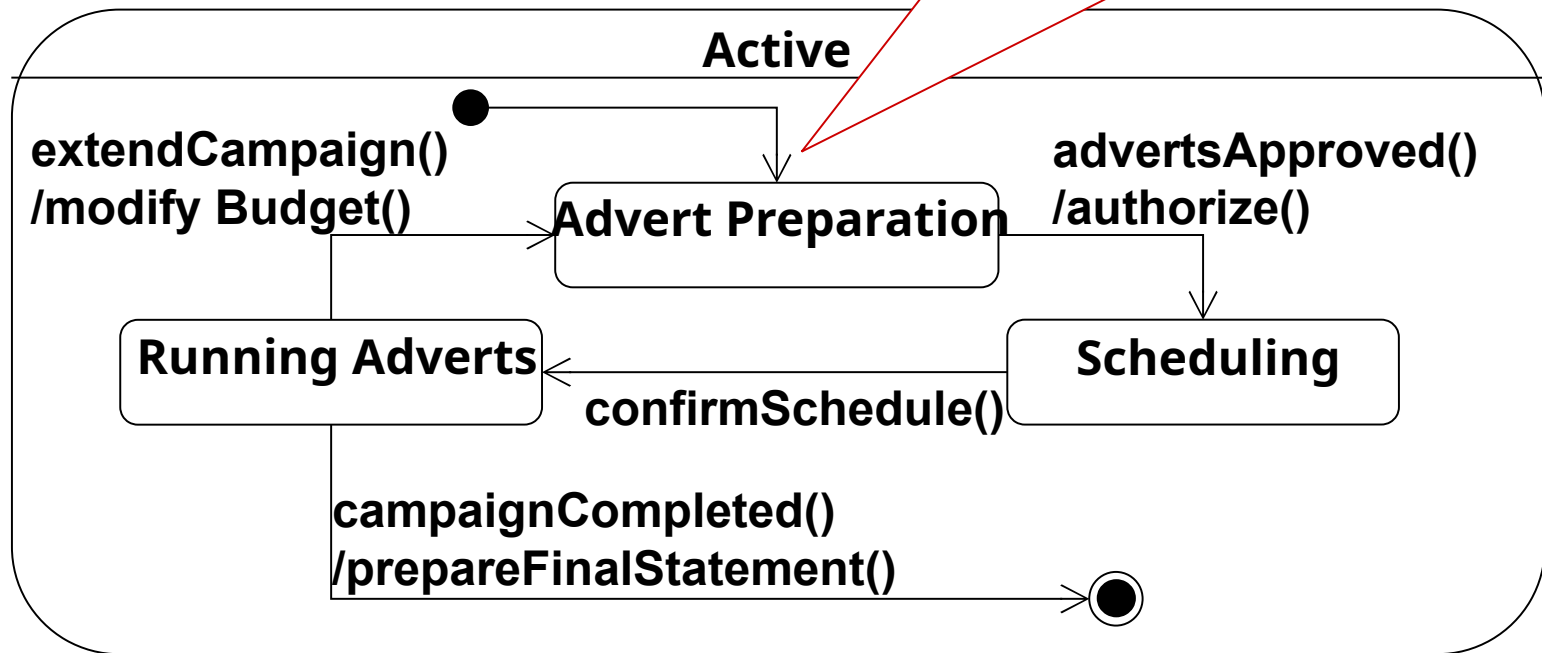 Active
extendCampaign()
/modify Budget()
advertsApproved()
/authorize()
Advert Preparation
Running Adverts
Scheduling
confirmSchedule()
campaignCompleted()
/prepareFinalStatement()